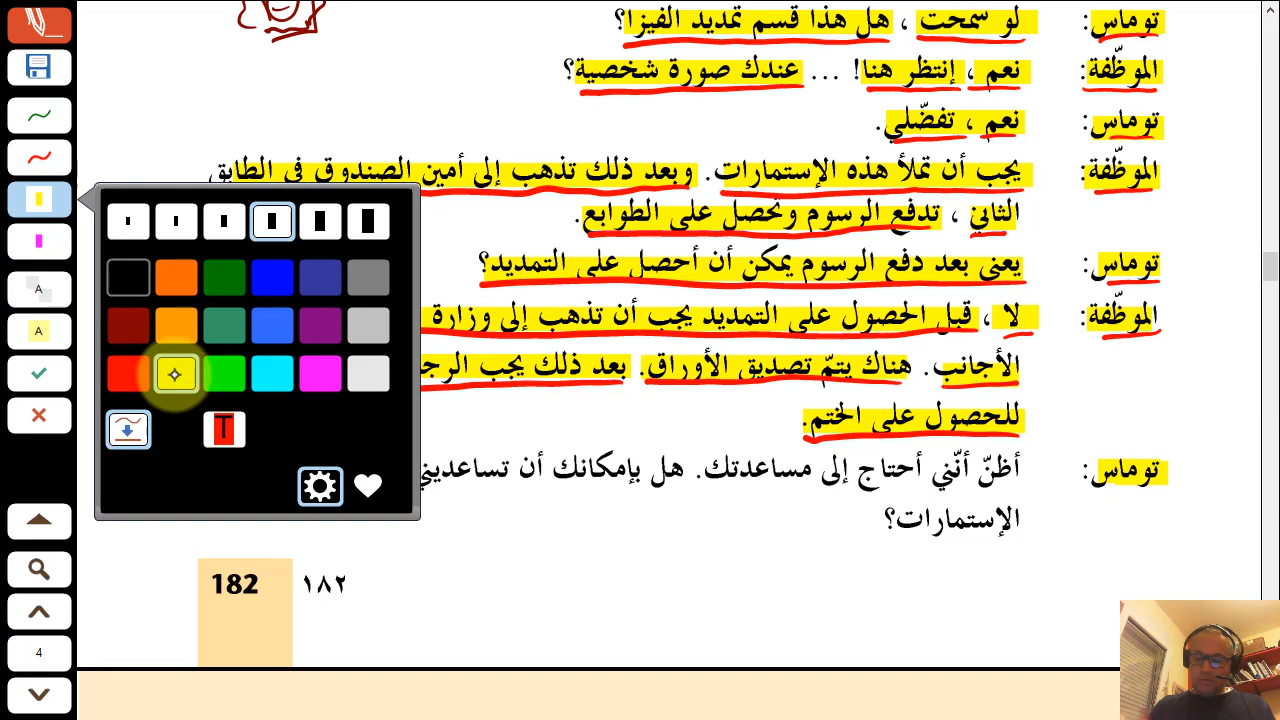 توماس: لو سمحت ، هل هذا قسم تمديد الفيزا؟
الموظّفة: نعم ، إنتظر هنا! ... عندك صورة شخصية؟
توماس: نعم ، تفضّلي.
الموظّفة: يجب أن تملأ هذه الإستمارات. وبعد ذلك تذهب إلى أمين الصندوق في الطابق
الثاني ، تدفع الرسوم وتحصل على الطوابع.
توماس: يعني بعد دفع الرسوم يمكن أن أحصل على التمديد؟
الموظّفة: لا ، قبل الحصول على التمديد يجب أن تذهب إلى وزارة
الأجانب. هناك يتمّ تصديق الأوراق. بعد ذلك يجب
للحصول على الختم.
توماس: أظنّ أنّني أحتاج إلى مساعدتك. هل بإمكانك أن تساعديني
الإستمارات؟
182 ١٨٢
A
A
T
4